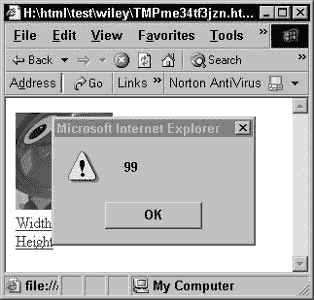 H:\html\test\wiley\TMPme34tf3jzn.ht...
File Edit View Favorites Tools »
Back » Search
Address Go Links » Norton AntiVirus
Microsoft Internet Explorer
99
OK
Width
Height
file:// My Computer